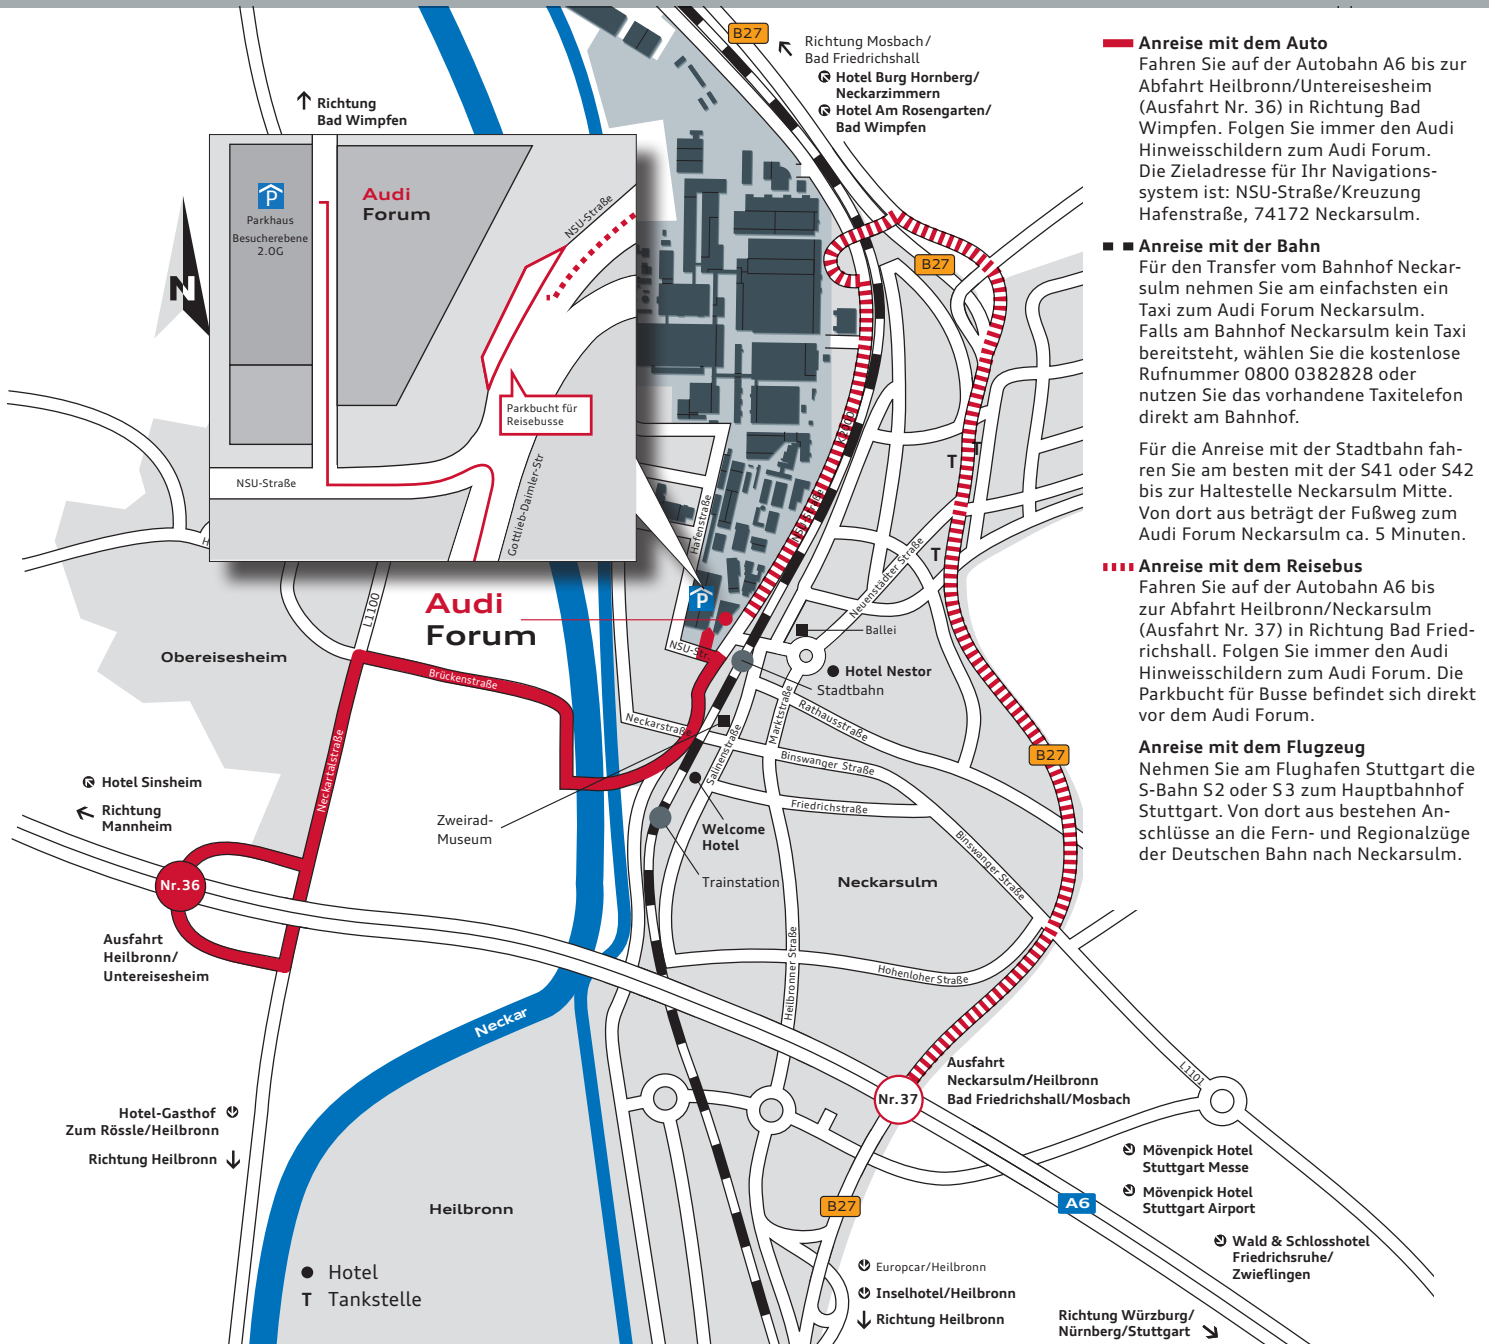 B27
Richtung Mosbach/
Bad Friedrichshall
Hotel Burg Hornberg/
Neckarzimmern
Hotel Am Rosengarten/
Bad Wimpfen
Richtung
Bad Wimpfen
P
Parkhaus
Besucherebene
2.OG
Audi
Forum
NSU-Straße
Parkbucht für
Reisebusse
NSU-Straße
Gottlieb-Daimler-Str
N
B27
T
T
T
Hafenstraße
NSU-Straße
Neuenstädter Straße
P
L1100
Audi
Forum
Ballei
NSU-Str.
Obereisesheim
Brückenstraße
Hotel Nestor
Stadtbahn
Neckarstraße
Marktstraße
Rathausstraße
Salinenstraße
Binswanger Straße
B27
Neckartalstraße
Hotel Sinsheim
Richtung
Mannheim
Friedrichstraße
Zweirad-
Museum
Welcome
Hotel
Binswanger Straße
Trainstation
Neckarsulm
Nr.36
Ausfahrt
Heilbronn/
Untereisesheim
Heilbronner Straße
Hohenloher Straße
Neckar
Ausfahrt
Neckarsulm/Heilbronn
Bad Friedrichshall/Mosbach
Nr.37
L1101
Hotel-Gasthof
Zum Rössle/Heilbronn
Richtung Heilbronn
Mövenpick Hotel
Stuttgart Messe
Mövenpick Hotel
Stuttgart Airport
A6
B27
Heilbronn
Wald & Schlosshotel
Friedrichsruhe/
Zwieflingen
Hotel
T Tankstelle
Europcar/Heilbronn
Inselhotel/Heilbronn
Richtung Heilbronn
Richtung Würzburg/
Nürnberg/Stuttgart
Anreise mit dem Auto
Fahren Sie auf der Autobahn A6 bis zur
Abfahrt Heilbronn/Untereisesheim
(Ausfahrt Nr. 36) in Richtung Bad
Wimpfen. Folgen Sie immer den Audi
Hinweisschildern zum Audi Forum.
Die Zieladresse für Ihr Navigations-
system ist: NSU-Straße/Kreuzung
Hafenstraße, 74172 Neckarsulm.
Anreise mit der Bahn
Für den Transfer vom Bahnhof Neckar-
sulm nehmen Sie am einfachsten ein
Taxi zum Audi Forum Neckarsulm.
Falls am Bahnhof Neckarsulm kein Taxi
bereitsteht, wählen Sie die kostenlose
Rufnummer 0800 0382828 oder
nutzen Sie das vorhandene Taxitelefon
direkt am Bahnhof.
Für die Anreise mit der Stadtbahn fah-
ren Sie am besten mit der S41 oder S42
bis zur Haltestelle Neckarsulm Mitte.
Von dort aus beträgt der Fußweg zum
Audi Forum Neckarsulm ca. 5 Minuten.
Anreise mit dem Reisebus
Fahren Sie auf der Autobahn A6 bis
zur Abfahrt Heilbronn/Neckarsulm
(Ausfahrt Nr. 37) in Richtung Bad Fried-
richshall. Folgen Sie immer den Audi
Hinweisschildern zum Audi Forum. Die
Parkbucht für Busse befindet sich direkt
vor dem Audi Forum.
Anreise mit dem Flugzeug
Nehmen Sie am Flughafen Stuttgart die
S-Bahn S2 oder S3 zum Hauptbahnhof
Stuttgart. Von dort aus bestehen An-
schlüsse an die Fern- und Regionalzüge
der Deutschen Bahn nach Neckarsulm.